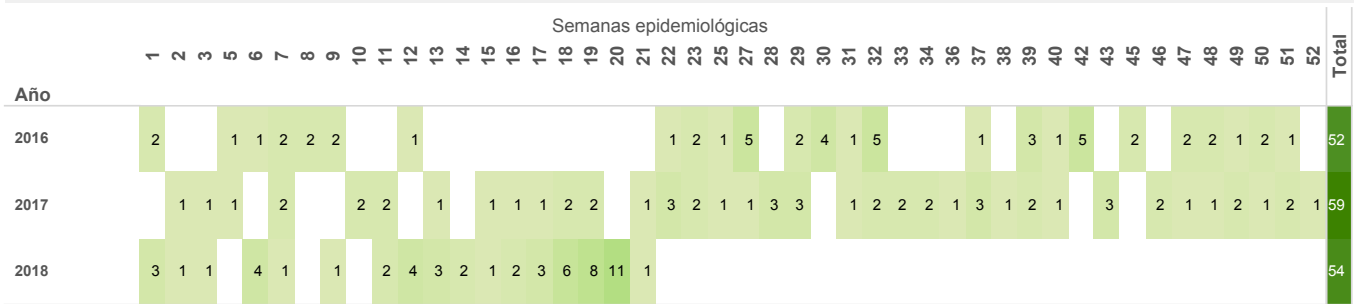 Semanas epidemiológicas
1 2 3 5 6 7 8 9 10 11 12 13 14 15 16 17 18 19 20 21 22 23 25 27 28 29 30 31 32 33 34 36 37 38 39 40 42 43 45 46 47 48 49 50 51 52 Total
Año
2016 2 1 1 2 2 2 1 1 2 1 5 2 4 1 5 1 3 1 5 2 2 2 1 2 1 52
2017 1 1 1 2 2 2 1 1 1 1 2 2 1 3 2 1 1 3 3 1 2 2 2 1 3 1 2 1 3 2 1 1 2 1 2 1 59
2018 3 1 1 4 1 1 2 4 3 2 1 2 3 6 8 11 1 54